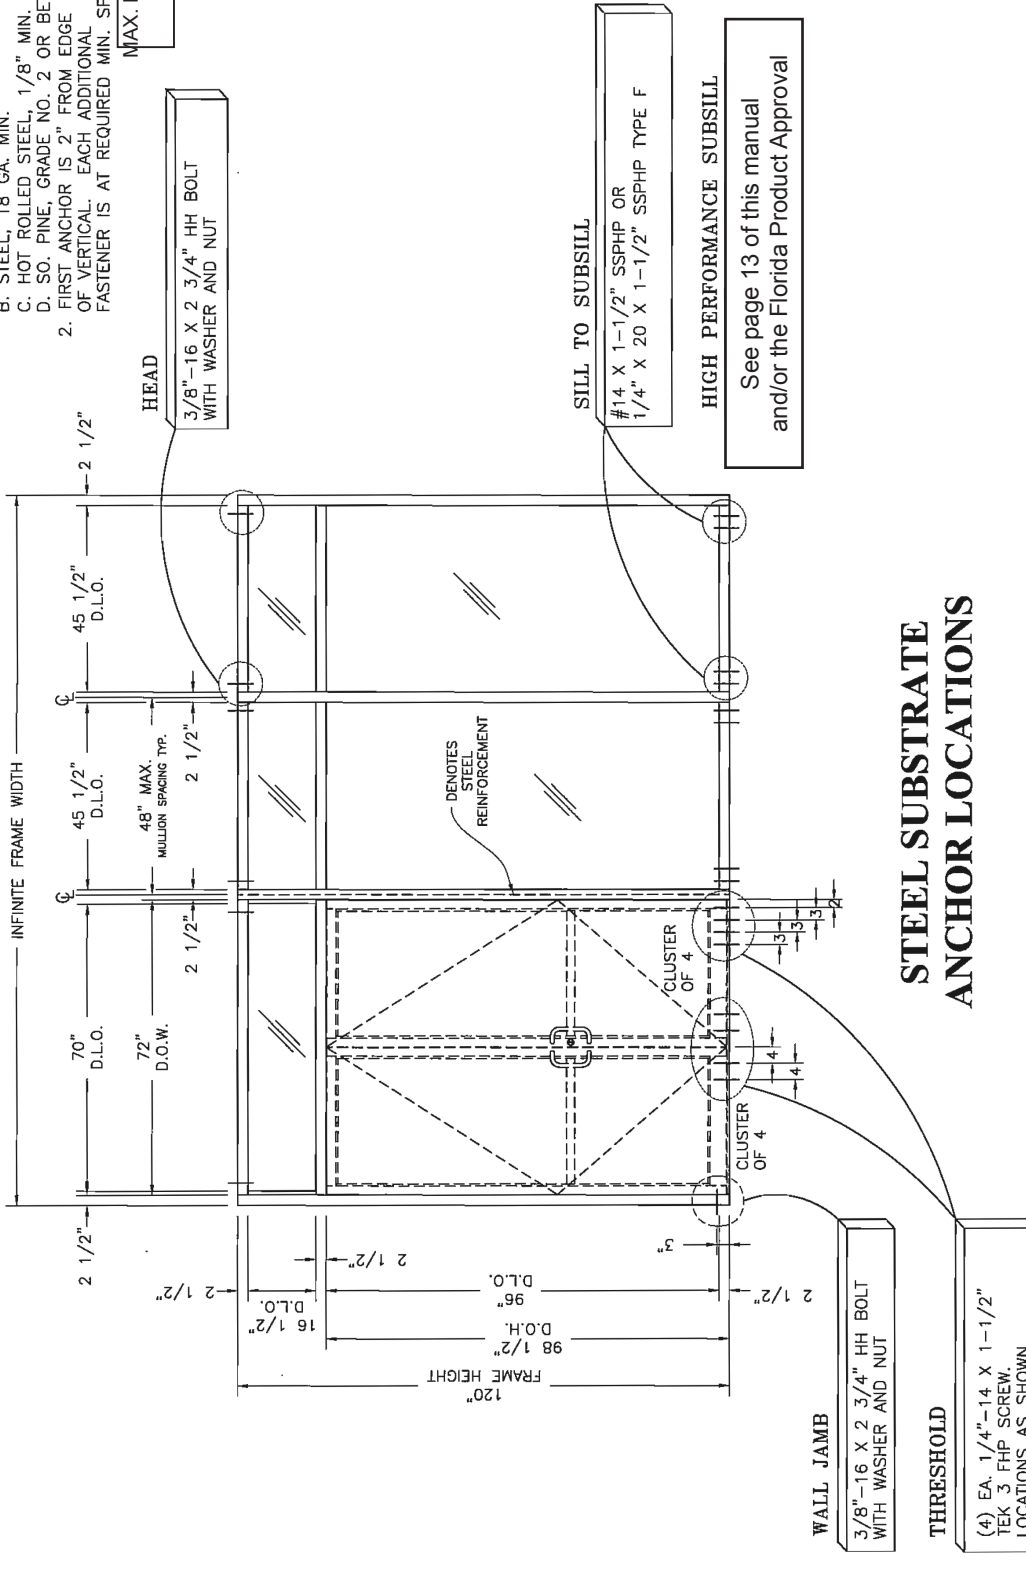 B. STEEL, 18 GA. MIN.
C. HOT ROLLED STEEL, 1/8" MIN.
D. SO. PINE, GRADE NO. 2 OR BE
2. FIRST ANCHOR IS 2" FROM EDGE
OF VERTICAL. EACH ADDITIONAL
FASTENER IS AT REQUIRED MIN. SP
MAX.
HEAD
3/8"-16 X 2 3/4" HH BOLT
WITH WASHER AND NUT
SILL TO SUBSILL
#14 X 1-1/2" SSPHP OR
1/4" X 20 X 1-1/2" SSPHP TYPE F
HIGH PERFORMANCE SUBSILL
See page 13 of this manual
and/or the Florida Product Approval
INFINITE FRAME WIDTH
2 1/2"
70"
D.L.O.
45 1/2"
D.L.O.
45 1/2"
D.L.O.
2 1/2"
℄
℄
72"
D.O.W.
48" MAX.
MULLION SPACING TYP.
2 1/2"
2 1/2"
DENOTES
STEEL
REINFORCEMENT
120"
FRAME HEIGHT
98 1/2"
D.O.H.
16 1/2"
D.L.O.
96"
D.L.O.
2 1/2"
2 1/2"
2 1/2"
3"
CLUSTER
OF 4
CLUSTER
OF 4
4
4
3
3
3
2
WALL JAMB
3/8"-16 X 2 3/4" HH BOLT
WITH WASHER AND NUT
THRESHOLD
(4) EA. 1/4"-14 X 1-1/2"
TEK 3 FHP SCREW.
LOCATIONS AS SHOWN
STEEL SUBSTRATE
ANCHOR LOCATIONS